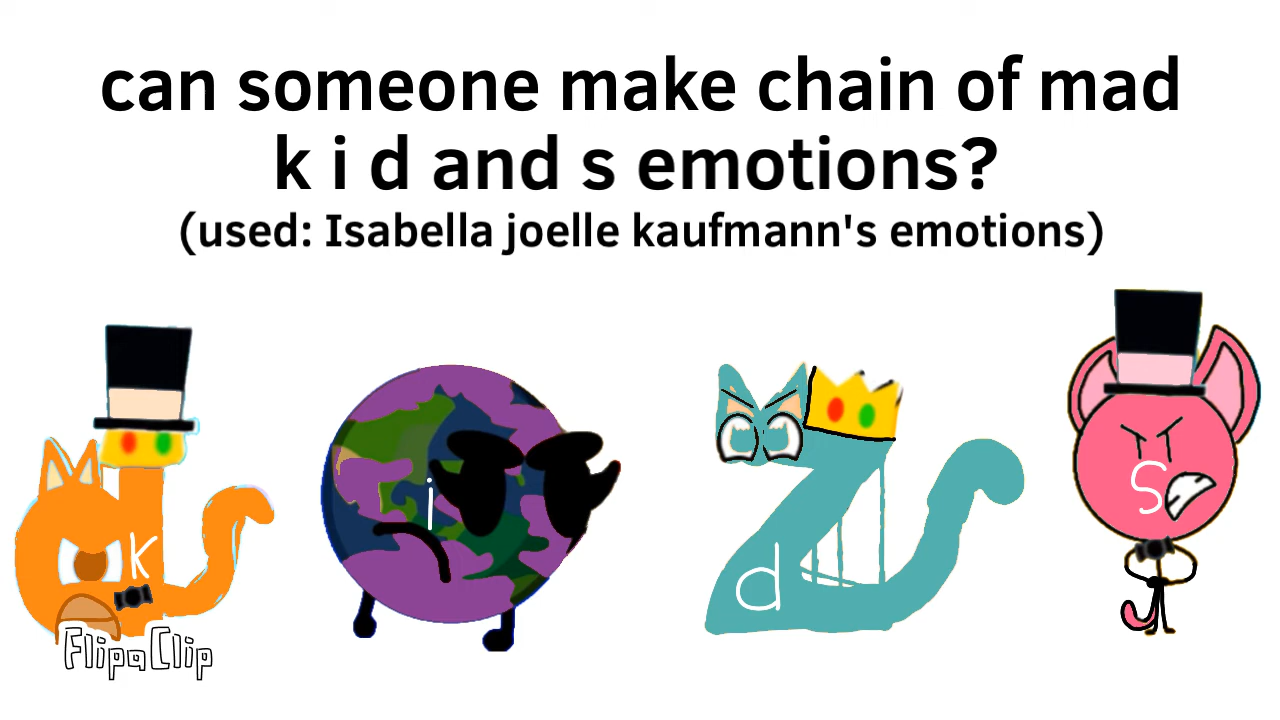 can someone make chain of mad
k i d and s emotions?
(used: Isabella joelle kaufmann's emotions)
k
i
d
S
FlipaClip